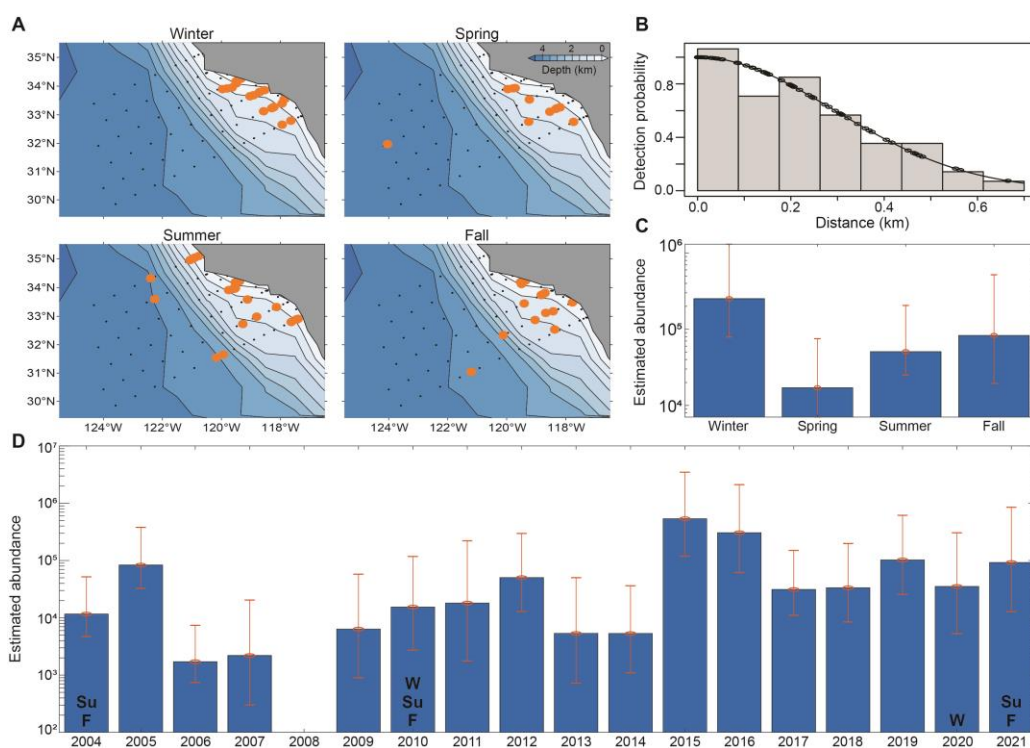 A
Winter
Spring
35°N
34°N
33°N
32°N
31°N
30°N
4 2 0
Depth (km)
Summer
Fall
35°N
34°N
33°N
32°N
31°N
30°N
124°W 122°W 120°W 118°W
124°W 122°W 120°W 118°W
B
Detection probability
0.8
0.4
0.0
0.0 0.2 0.4 0.6
Distance (km)
C
Estimated abundance
10⁶
10⁵
10⁴
Winter Spring Summer Fall
D
Estimated abundance
10⁷
10⁶
10⁵
10⁴
10³
10²
Su
F
W
Su
F
W
Su
F
2004 2005 2006 2007 2008 2009 2010 2011 2012 2013 2014 2015 2016 2017 2018 2019 2020 2021